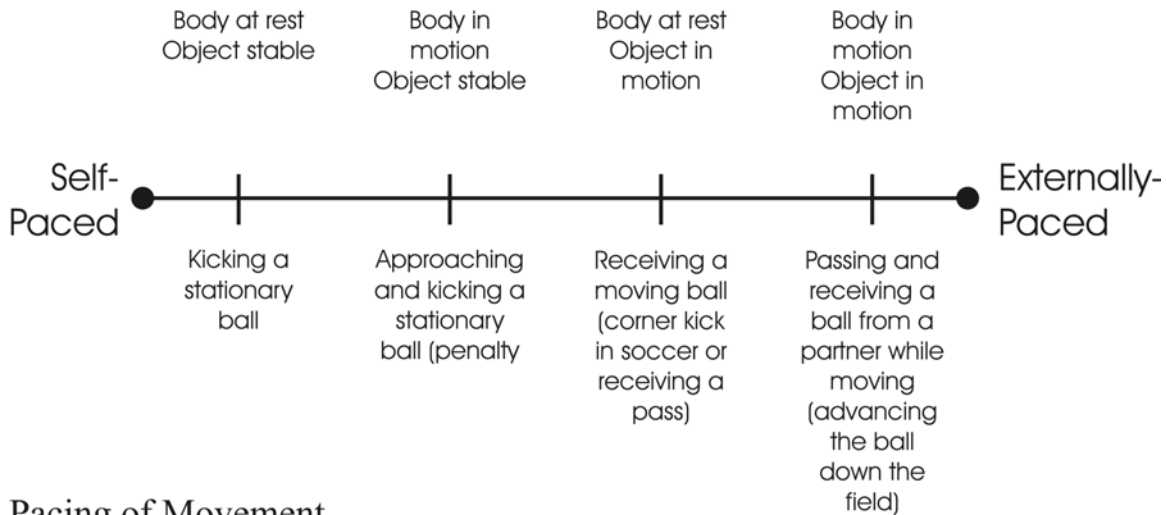 Body at rest
Object stable
Body in
motion
Object stable
Body at rest
Object in
motion
Body in
motion
Object in
motion
Self-
Paced
Externally-
Paced
Kicking a
stationary
ball
Approaching
and kicking a
stationary
ball (penalty
Receiving a
moving ball
(corner kick
in soccer or
receiving a
pass)
Passing and
receiving a
ball from a
partner while
moving
(advancing
the ball
down the
field)
Pacing of Movement